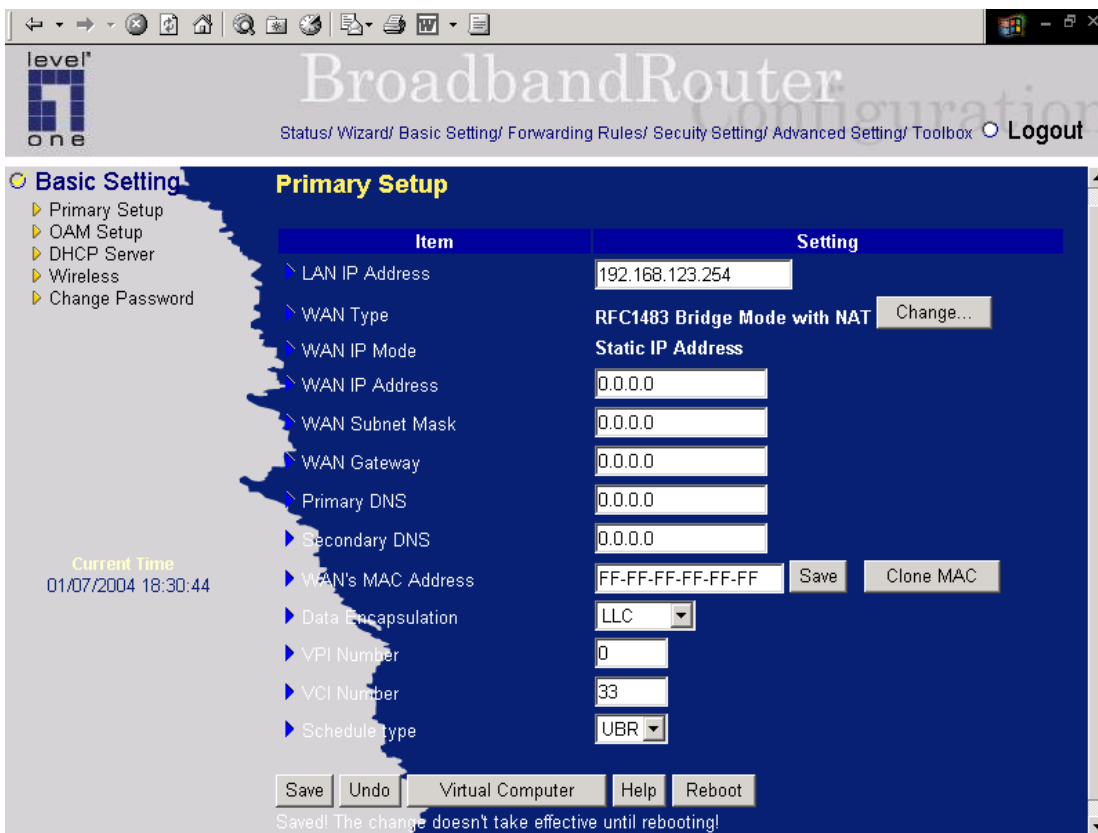 level
one
BroadbandRouter
Configuration
Status/ Wizard/ Basic Setting/ Forwarding Rules/ Secuity Setting/ Advanced Setting/ Toolbox Logout
Basic Setting
Primary Setup
OAM Setup
DHCP Server
Wireless
Change Password
Current Time
01/07/2004 18:30:44
Primary Setup
Item Setting
LAN IP Address 192.168.123.254
WAN Type RFC1483 Bridge Mode with NAT Change...
WAN IP Mode Static IP Address
WAN IP Address 0.0.0.0
WAN Subnet Mask 0.0.0.0
WAN Gateway 0.0.0.0
Primary DNS 0.0.0.0
Secondary DNS 0.0.0.0
WAN's MAC Address FF-FF-FF-FF-FF-FF Save Clone MAC
Data Encapsulation LLC
VPI Number 0
VCI Number 33
Schedule type UBR
Save Undo Virtual Computer Help Reboot
Saved! The change doesn't take effective until rebooting!